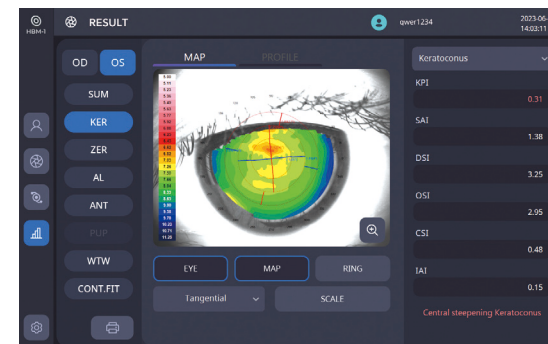 HBM-1
RESULT
qwer1234
2023-06-
14:03:11
OD
OS
SUM
KER
ZER
AL
ANT
PUP
WTW
CONT.FIT
MAP
PROFILE
EYE
MAP
RING
Tangential
SCALE
Keratoconus
KPI
0.31
SAI
1.38
DSI
3.25
OSI
2.95
CSI
0.48
IAI
0.15
Central steepening Keratoconus